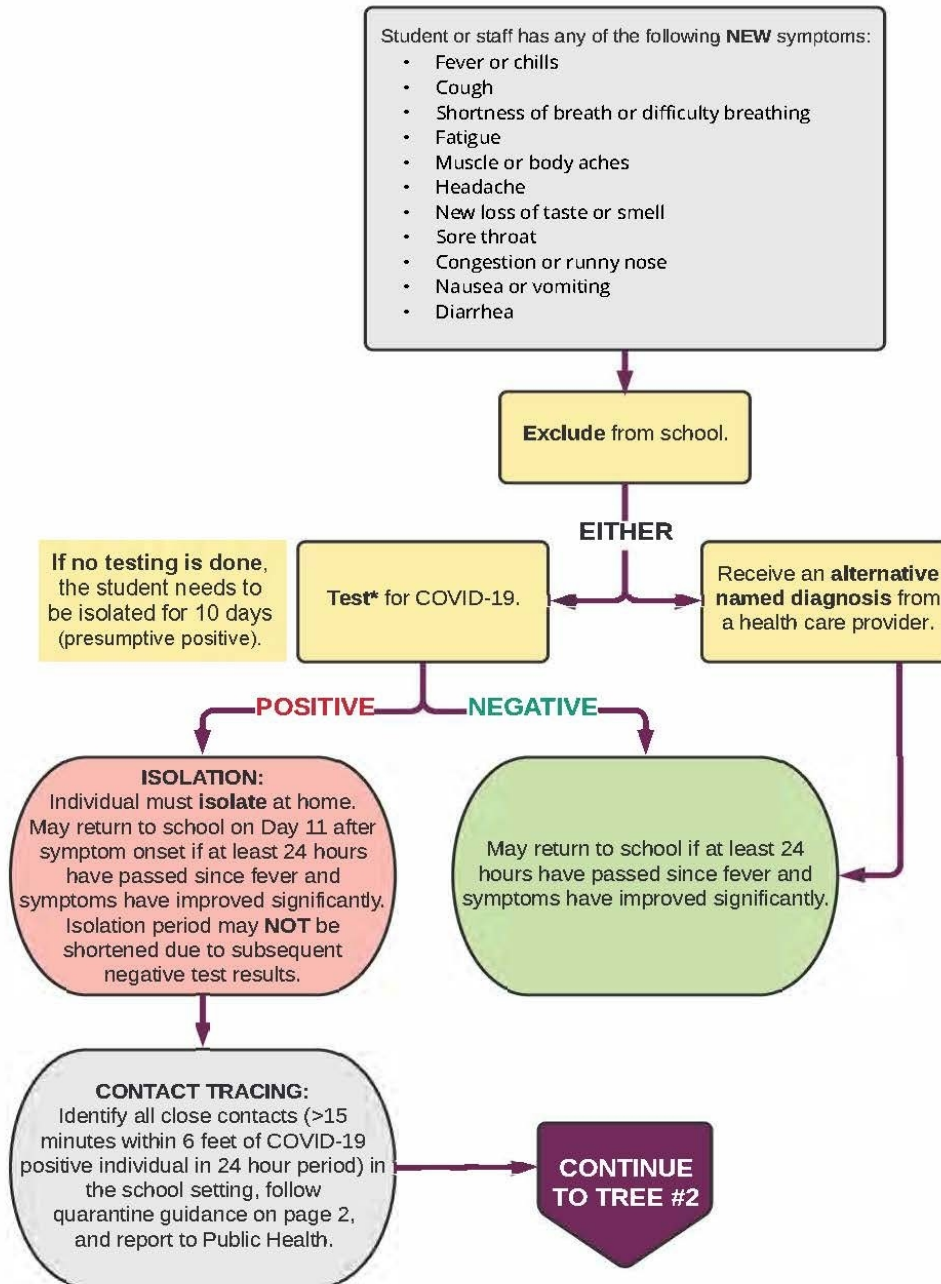 Student or staff has any of the following NEW symptoms:
• Fever or chills
• Cough
• Shortness of breath or difficulty breathing
• Fatigue
• Muscle or body aches
• Headache
• New loss of taste or smell
• Sore throat
• Congestion or runny nose
• Nausea or vomiting
• Diarrhea
Exclude from school.
EITHER
If no testing is done,
the student needs to
be isolated for 10 days
(presumptive positive).
Test* for COVID-19.
Receive an alternative
named diagnosis from
a health care provider.
POSITIVE
NEGATIVE
ISOLATION:
Individual must isolate at home.
May return to school on Day 11 after
symptom onset if at least 24 hours
have passed since fever and
symptoms have improved significantly.
Isolation period may NOT be
shortened due to subsequent
negative test results.
May return to school if at least 24
hours have passed since fever and
symptoms have improved significantly.
CONTACT TRACING:
Identify all close contacts (>15
minutes within 6 feet of COVID-19
positive individual in 24 hour period) in
the school setting, follow
quarantine guidance on page 2,
and report to Public Health.
CONTINUE
TO TREE #2